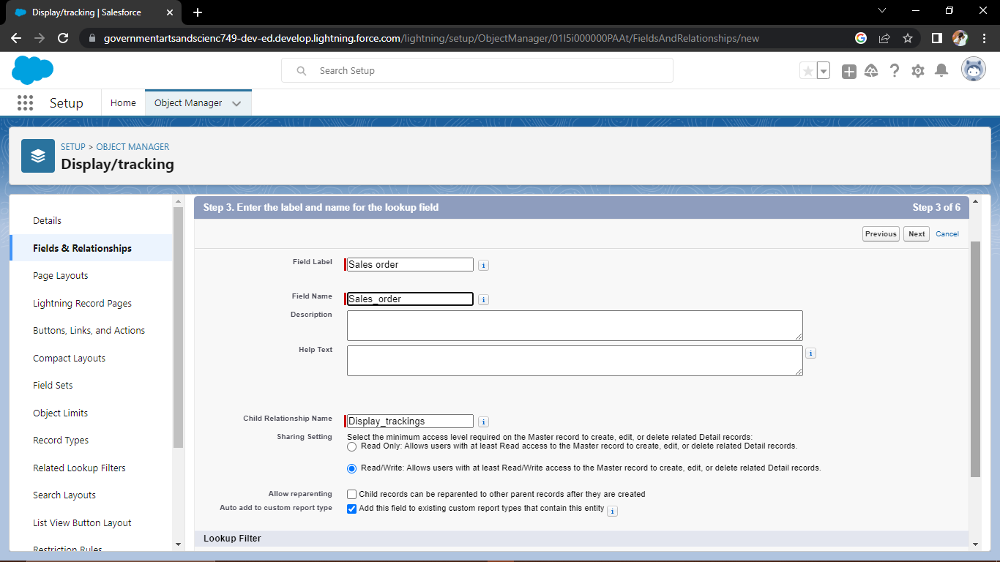 Display/tracking | Salesforce
governmentartsandscienc749-dev-ed.develop.lightning.force.com/lightning/setup/ObjectManager/01I5i000000PAAt/FieldsAndRelationships/new
Search Setup
Setup
Home
Object Manager
SETUP > OBJECT MANAGER
Display/tracking
Details
Fields & Relationships
Page Layouts
Lightning Record Pages
Buttons, Links, and Actions
Compact Layouts
Field Sets
Object Limits
Record Types
Related Lookup Filters
Search Layouts
List View Button Layout
Restriction Rules
Step 3. Enter the label and name for the lookup field
Step 3 of 6
Previous
Next
Cancel
Field Label
Sales order
i
Field Name
Sales_order
i
Description
Help Text
i
Child Relationship Name
Display_trackings
i
Sharing Setting
Select the minimum access level required on the Master record to create, edit, or delete related Detail records:
Read Only: Allows users with at least Read access to the Master record to create, edit, or delete related Detail records.
Read/Write: Allows users with at least Read/Write access to the Master record to create, edit, or delete related Detail records.
Allow reparenting
Child records can be reparented to other parent records after they are created
Auto add to custom report type
Add this field to existing custom report types that contain this entity
i
Lookup Filter